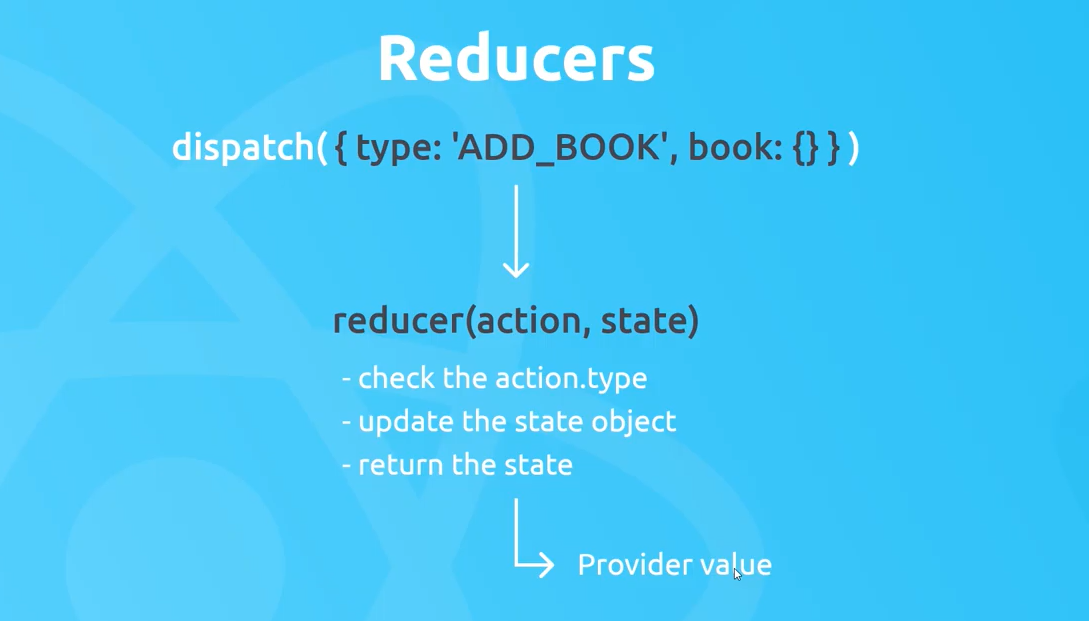 Reducers
dispatch( { type: 'ADD_BOOK', book: {} } )
reducer(action, state)
- check the action.type
- update the state object
- return the state
Provider value